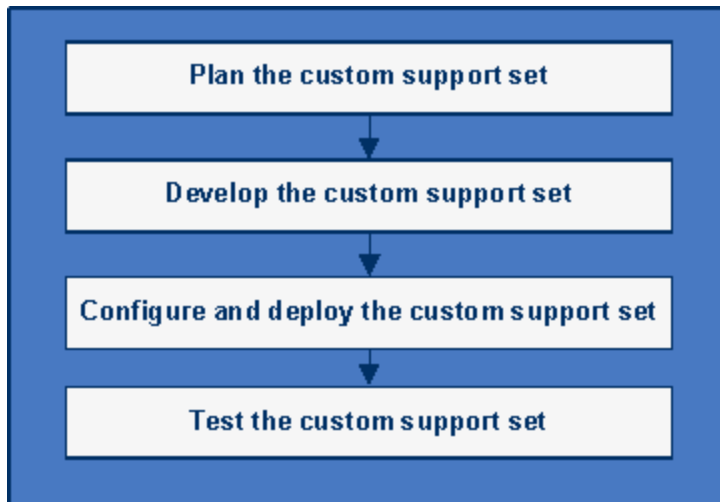 Plan the custom support set
Develop the custom support set
Configure and deploy the custom support set
Test the custom support set